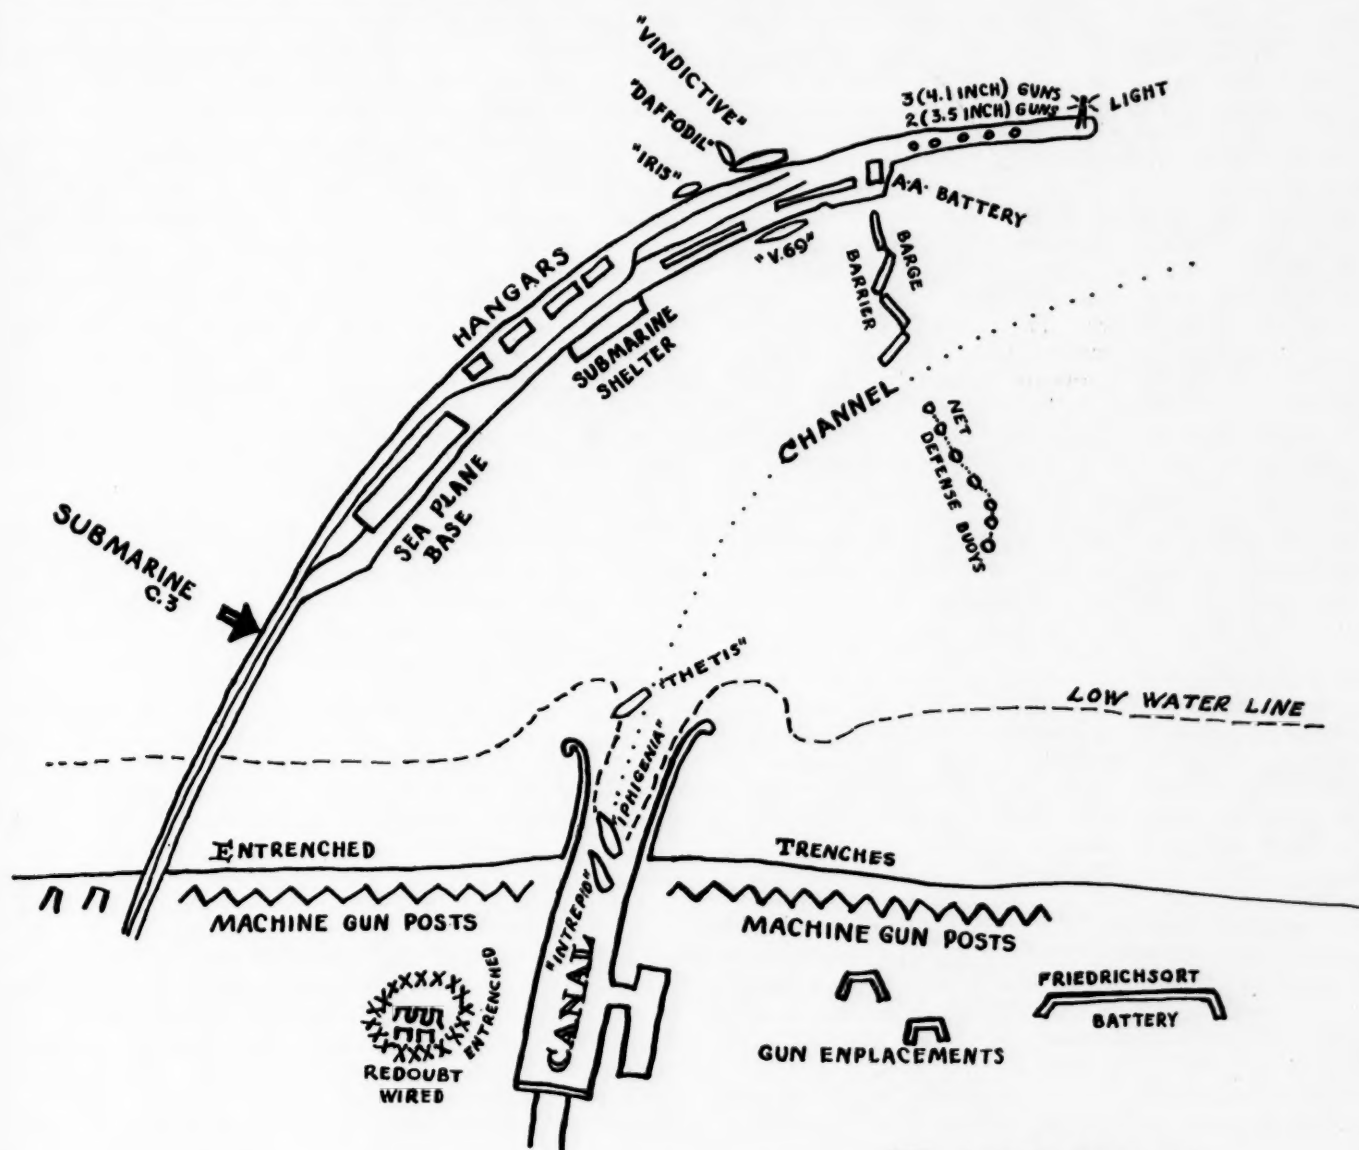 "VINDICTIVE"
"DAFFODIL"
"IRIS"
3 (4.1 INCH) GUNS
2 (3.5 INCH) GUNS
LIGHT
A.A. BATTERY
"V.69"
BARGE
BARRIER
HANGARS
SUBMARINE
SHELTER
CHANNEL
NET
DEFENSE BUOYS
SEA PLANE
BASE
SUBMARINE
C.3
"THETIS"
LOW WATER LINE
"IPHIGENIA"
ENTRENCHED
TRENCHES
MACHINE GUN POSTS
"INTREPID"
MACHINE GUN POSTS
CANAL
ENTRENCHED
REDOUBT
WIRED
FRIEDRICHSORT
BATTERY
GUN ENPLACEMENTS